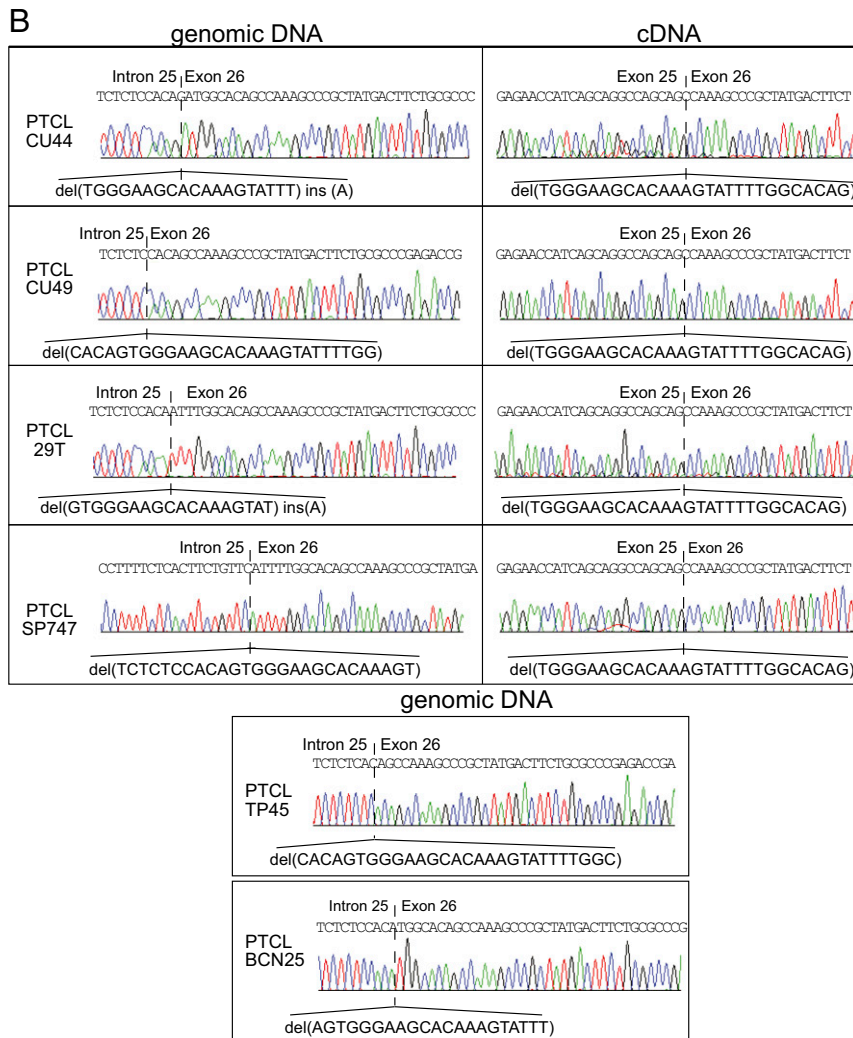 B
genomic DNA
cDNA
PTCL
CU44
Intron 25 Exon 26
TCTCTCCACAGATGGCACAGCCAAAGCCCGCTATGACTTCTGCGCCC
del(TGGGAAGCACAAAGTATTT) ins (A)
Exon 25 Exon 26
GAGAACCATCAGCAGGCCAGCAGCCAAAGCCCGCTATGACTTCT
del(TGGGAAGCACAAAGTATTTTGGCACAG)
PTCL
CU49
Intron 25 Exon 26
TCTCTCCACAGCCAAAGCCCGCTATGACTTCTGCGCCCGAGACCG
del(CACAGTGGGAAGCACAAAGTATTTTGG)
Exon 25 Exon 26
GAGAACCATCAGCAGGCCAGCAGCCAAAGCCCGCTATGACTTCT
del(TGGGAAGCACAAAGTATTTTGGCACAG)
PTCL
29T
Intron 25 Exon 26
TCTCTCCACAATTTGGCACAGCCAAAGCCCGCTATGACTTCTGCGCCC
del(GTGGGAAGCACAAAGTAT) ins(A)
Exon 25 Exon 26
GAGAACCATCAGCAGGCCAGCAGCCAAAGCCCGCTATGACTTCT
del(TGGGAAGCACAAAGTATTTTGGCACAG)
PTCL
SP747
Intron 25 Exon 26
CCTTTTCTCACTTCTGTTCATTTTGGCACAGCCAAAGCCCGCTATGA
del(TCTCTCCACAGTGGGAAGCACAAAGT)
Exon 25 Exon 26
GAGAACCATCAGCAGGCCAGCAGCCAAAGCCCGCTATGACTTCT
del(TGGGAAGCACAAAGTATTTTGGCACAG)
genomic DNA
PTCL
TP45
Intron 25 Exon 26
TCTCTCACAGCCAAAGCCCGCTATGACTTCTGCGCCCGAGACCGA
del(CACAGTGGGAAGCACAAAGTATTTTGGC)
PTCL
BCN25
Intron 25 Exon 26
TCTCTCCACATGGCACAGCCAAAGCCCGCTATGACTTCTGCGCCCG
del(AGTGGGAAGCACAAAGTATTT)